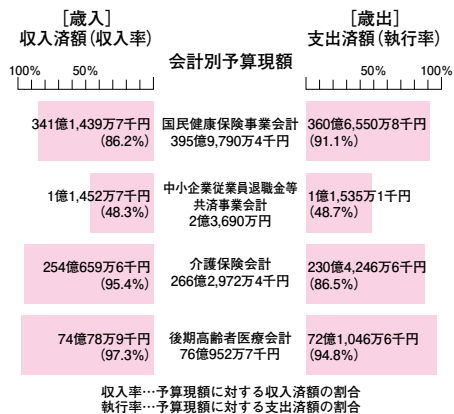 [歳入]
収入済額(収入率)
100% 50%
会計別予算現額
[歳出]
支出済額(執行率)
50% 100%
341億1,439万7千円
(86.2%)
国民健康保険事業会計
395億9,790万4千円
360億6,550万8千円
(91.1%)
1億1,452万7千円
(48.3%)
中小企業従業員退職金等
共済事業会計
2億3,690万円
1億1,535万1千円
(48.7%)
254億659万6千円
(95.4%)
介護保険会計
266億2,972万4千円
230億4,246万6千円
(86.5%)
74億78万9千円
(97.3%)
後期高齢者医療会計
76億952万7千円
72億1,046万6千円
(94.8%)
収入率…予算現額に対する収入済額の割合
執行率…予算現額に対する支出済額の割合